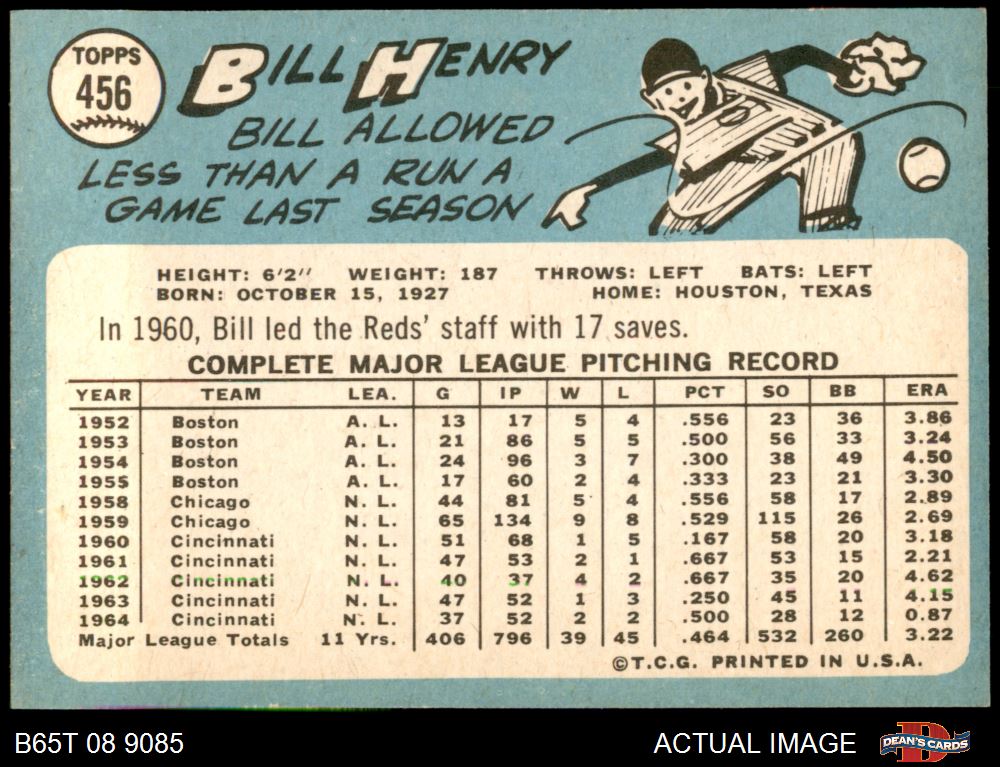 TOPPS
456
BILL HENRY
BILL ALLOWED
LESS THAN A RUN A
GAME LAST SEASON
HEIGHT: 6'2" WEIGHT: 187 THROWS: LEFT BATS: LEFT
BORN: OCTOBER 15, 1927 HOME: HOUSTON, TEXAS
In 1960, Bill led the Reds' staff with 17 saves.
COMPLETE MAJOR LEAGUE PITCHING RECORD
YEAR TEAM LEA. G IP W L PCT SO BB ERA
1952 Boston A. L. 13 17 5 4 .556 23 36 3.86
1953 Boston A. L. 21 86 5 5 .500 56 33 3.24
1954 Boston A. L. 24 96 3 7 .300 38 49 4.50
1955 Boston A. L. 17 60 2 4 .333 23 21 3.30
1958 Chicago N. L. 44 81 5 4 .556 58 17 2.89
1959 Chicago N. L. 65 134 9 8 .529 115 26 2.69
1960 Cincinnati N. L. 51 68 1 5 .167 58 20 3.18
1961 Cincinnati N. L. 47 53 2 1 .667 53 15 2.21
1962 Cincinnati N. L. 40 37 4 2 .667 35 20 4.62
1963 Cincinnati N. L. 47 52 1 3 .250 45 11 4.15
1964 Cincinnati N. L. 37 52 2 2 .500 28 12 0.87
Major League Totals 11 Yrs. 406 796 39 45 .464 532 260 3.22
©T.C.G. PRINTED IN U.S.A.
B65T 08 9085 ACTUAL IMAGE DEAN'S CARDS